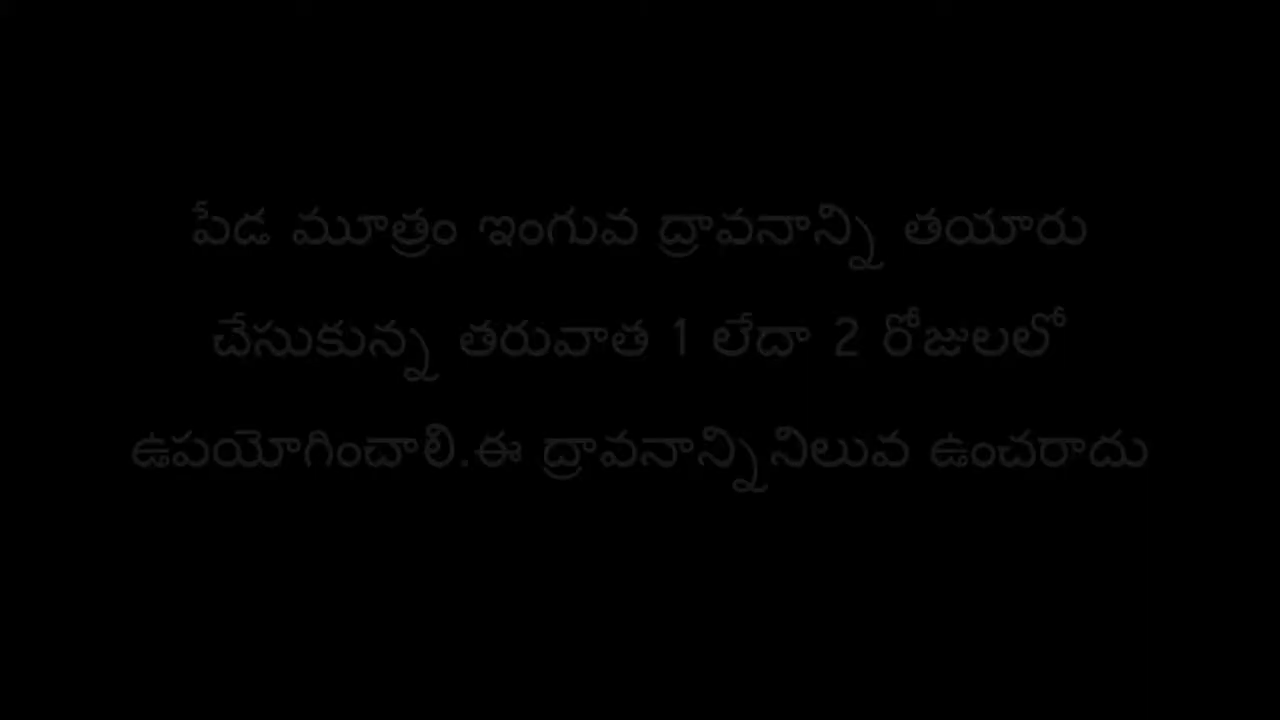 పేడ మూత్రం ఇంగువ ద్రావనాన్ని తయారు
చేసుకున్న తరువాత 1 లేదా 2 రోజులలో
ఉపయోగించాలి.ఈ ద్రావనాన్ని నిలువ ఉంచరాదు